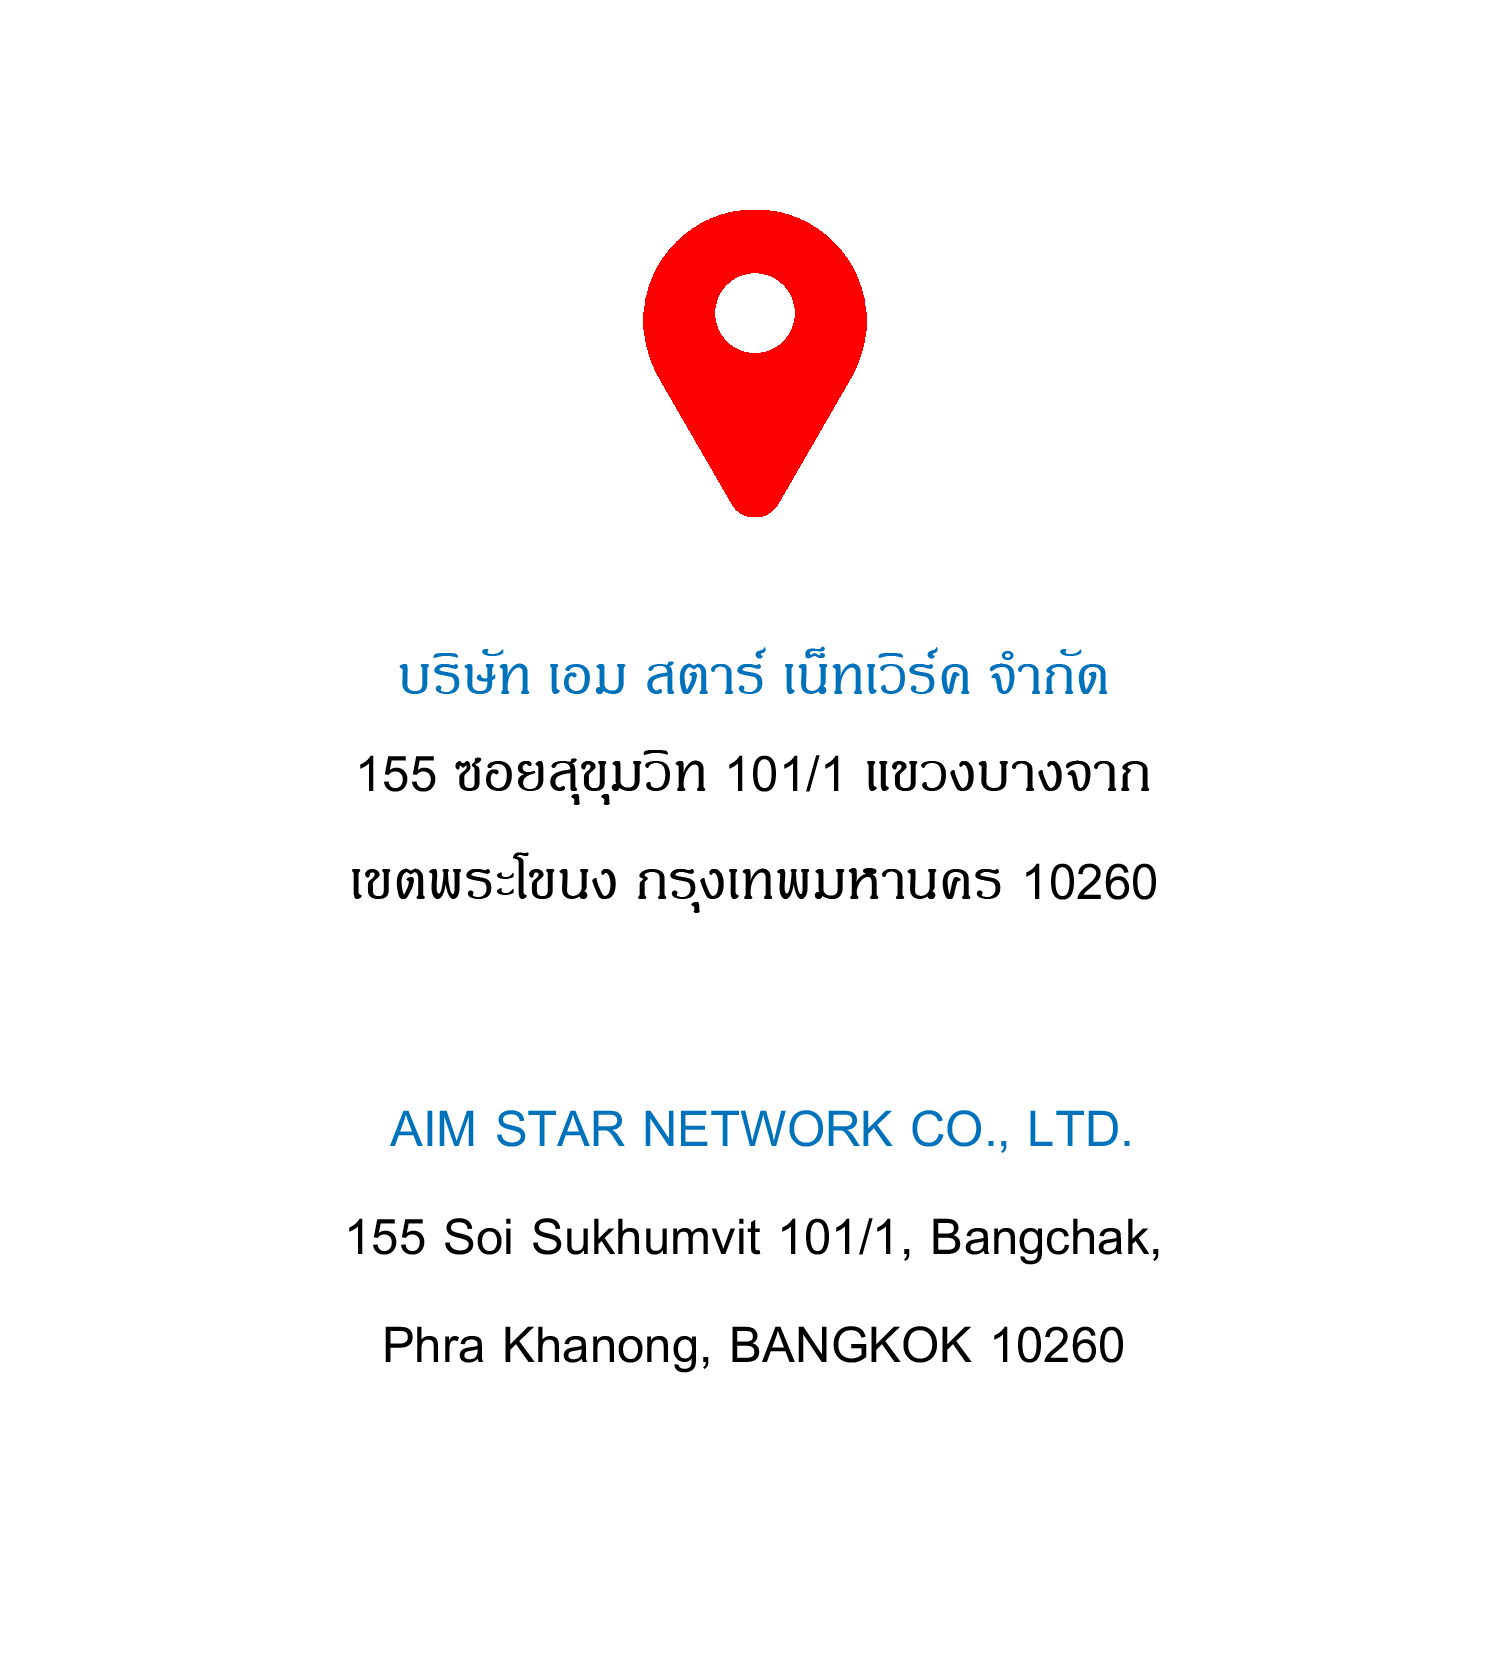 บริษัท เอม สตาร์ เน็ทเวิร์ค จำกัด
155 ซอยสุขุมวิท 101/1 แขวงบางจาก
เขตพระโขนง กรุงเทพมหานคร 10260
AIM STAR NETWORK CO., LTD.
155 Soi Sukhumvit 101/1, Bangchak,
Phra Khanong, BANGKOK 10260